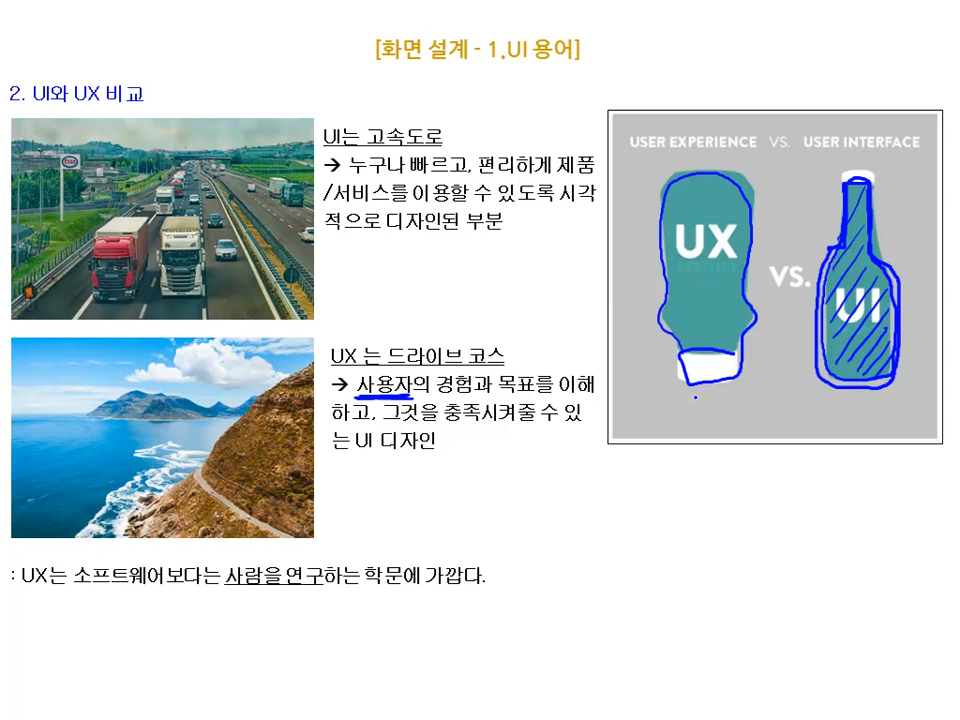 [화면 설계 - 1.UI 용어]
2. UI와 UX 비교
Esso
UI는 고속도로
→ 누구나 빠르고, 편리하게 제품
/서비스를 이용할 수 있도록 시각
적으로 디자인된 부분
UX 는 드라이브 코스
→ 사용자의 경험과 목표를 이해
하고, 그것을 충족시켜줄 수 있
는 UI 디자인
USER EXPERIENCE VS. USER INTERFACE
UX
VS.
UI
: UX는 소프트웨어보다는 사람을 연구하는 학문에 가깝다.